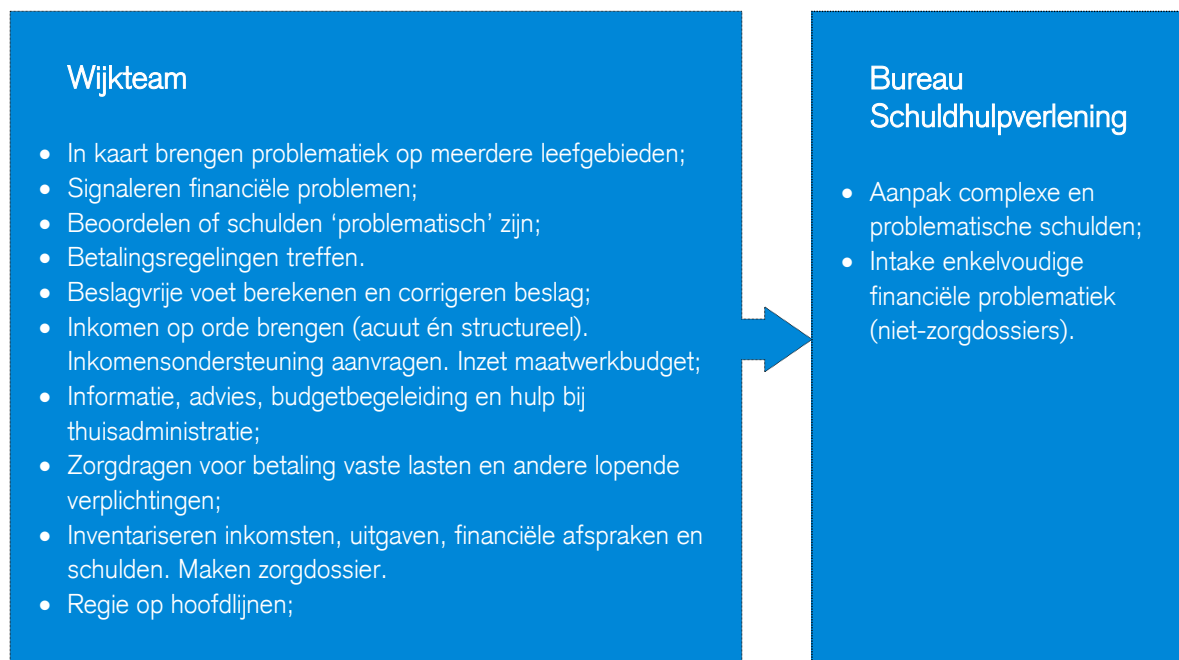 Wijkteam
• In kaart brengen problematiek op meerdere leefgebieden;
• Signaleren financiële problemen;
• Beoordelen of schulden ‘problematisch’ zijn;
• Betalingsregelingen treffen.
• Beslagvrije voet berekenen en corrigeren beslag;
• Inkomen op orde brengen (acuut én structureel).
Inkomensondersteuning aanvragen. Inzet maatwerkbudget;
• Informatie, advies, budgetbegeleiding en hulp bij
thuisadministratie;
• Zorgdragen voor betaling vaste lasten en andere lopende
verplichtingen;
• Inventariseren inkomsten, uitgaven, financiële afspraken en
schulden. Maken zorgdossier.
• Regie op hoofdlijnen;
Bureau
Schuldhulpverlening
• Aanpak complexe en
problematische schulden;
• Intake enkelvoudige
financiële problematiek
(niet-zorgdossiers).